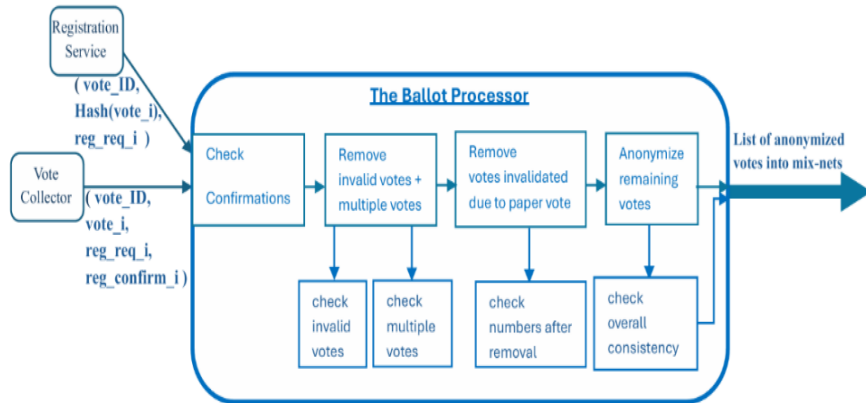 Registration
Service
( vote_ID,
Hash(vote_i),
reg_req_i )
Vote
Collector
( vote_ID,
vote_i,
reg_req_i,
reg_confirm_i )
The Ballot Processor
Check
Confirmations
Remove
invalid votes +
multiple votes
Remove
votes invalidated
due to paper vote
Anonymize
remaining
votes
check
invalid
votes
check
multiple
votes
check
numbers after
removal
check
overall
consistency
List of anonymized
votes into mix-nets